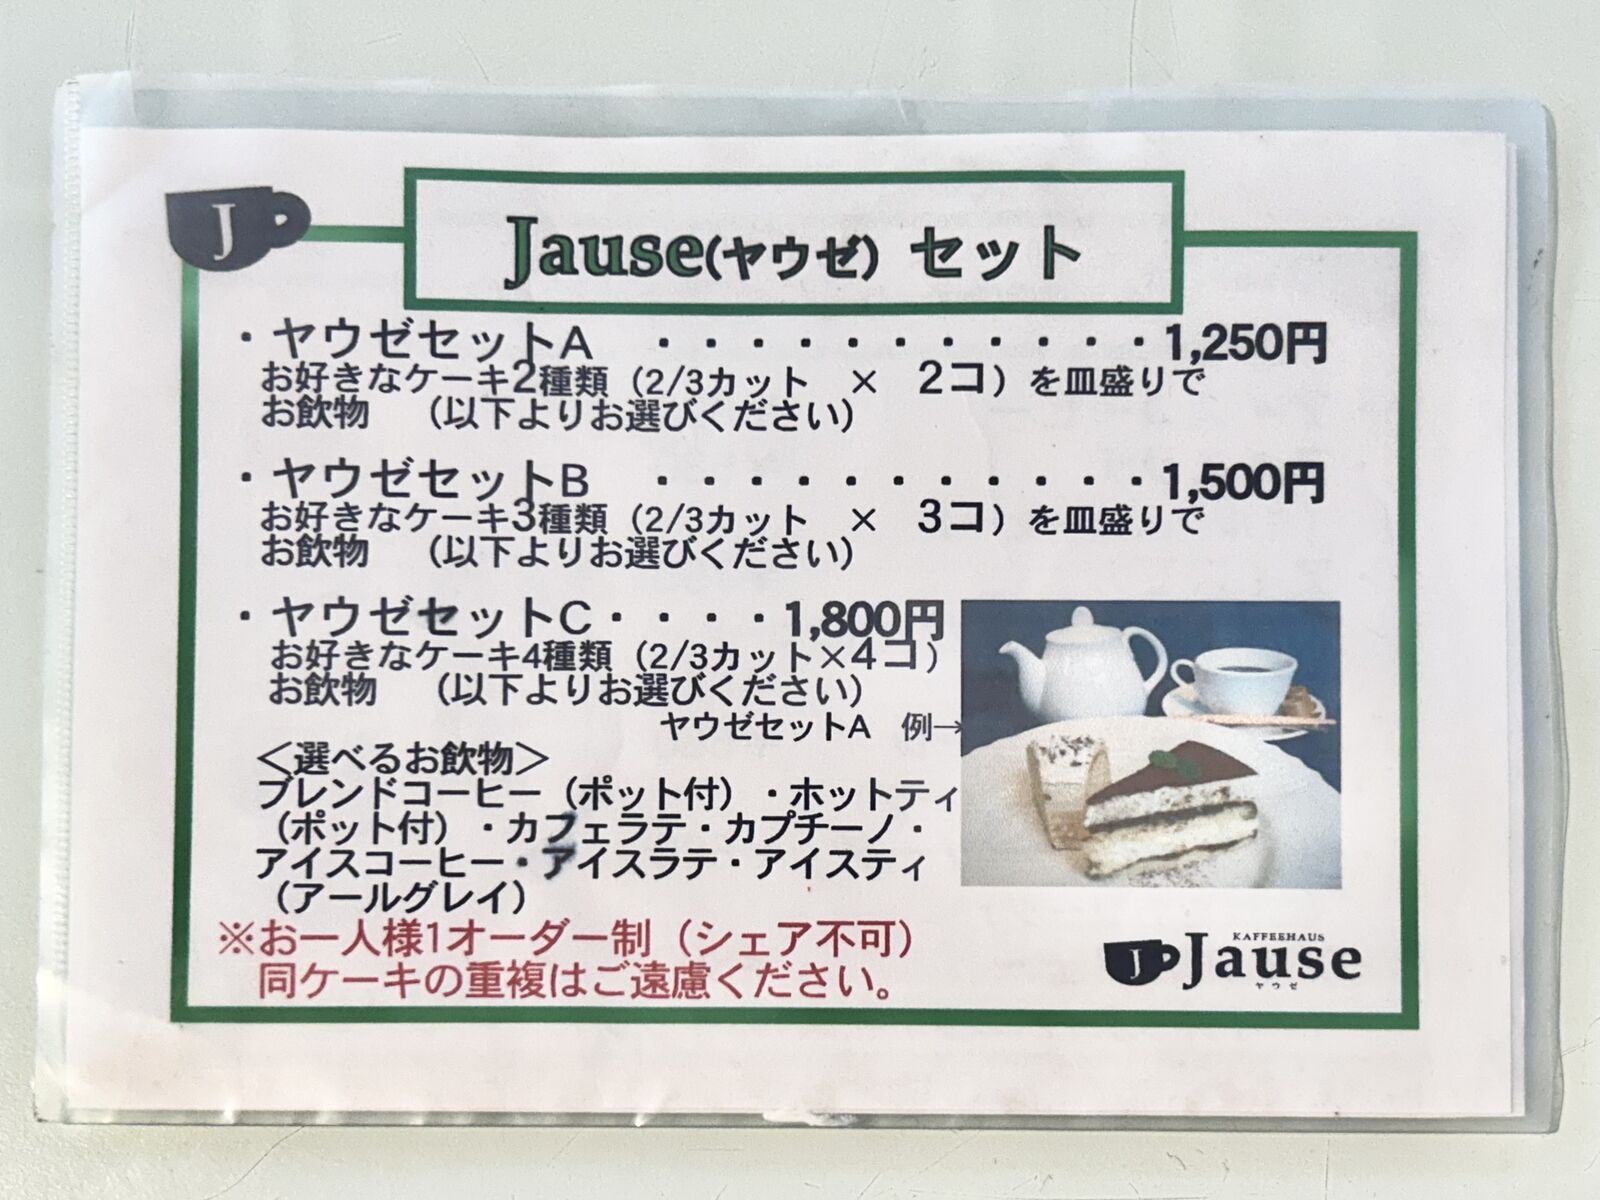 J
Jause(ヤウゼ) セット
・ヤウゼセットA ・・・・・・・・・・・1,250円
お好きなケーキ2種類（2/3カット × 2コ）を皿盛りで
お飲物 （以下よりお選びください）
・ヤウゼセットB ・・・・・・・・・・・1,500円
お好きなケーキ3種類（2/3カット × 3コ）を皿盛りで
お飲物 （以下よりお選びください）
・ヤウゼセットC・・・・1,800円
お好きなケーキ4種類（2/3カット×4コ）
お飲物 （以下よりお選びください）
ヤウゼセットA 例→
＜選べるお飲物＞
ブレンドコーヒー（ポット付）・ホットティ
（ポット付）・カフェラテ・カプチーノ・
アイスコーヒー・アイスラテ・アイスティ
（アールグレイ）
※お一人様1オーダー制（シェア不可）
同ケーキの重複はご遠慮ください。
KAFFEEHAUS
J Jause
ヤウゼ